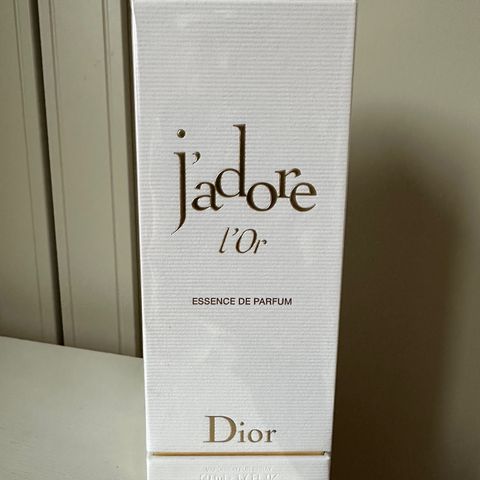 j'adore
l'Or
ESSENCE DE PARFUM
Dior